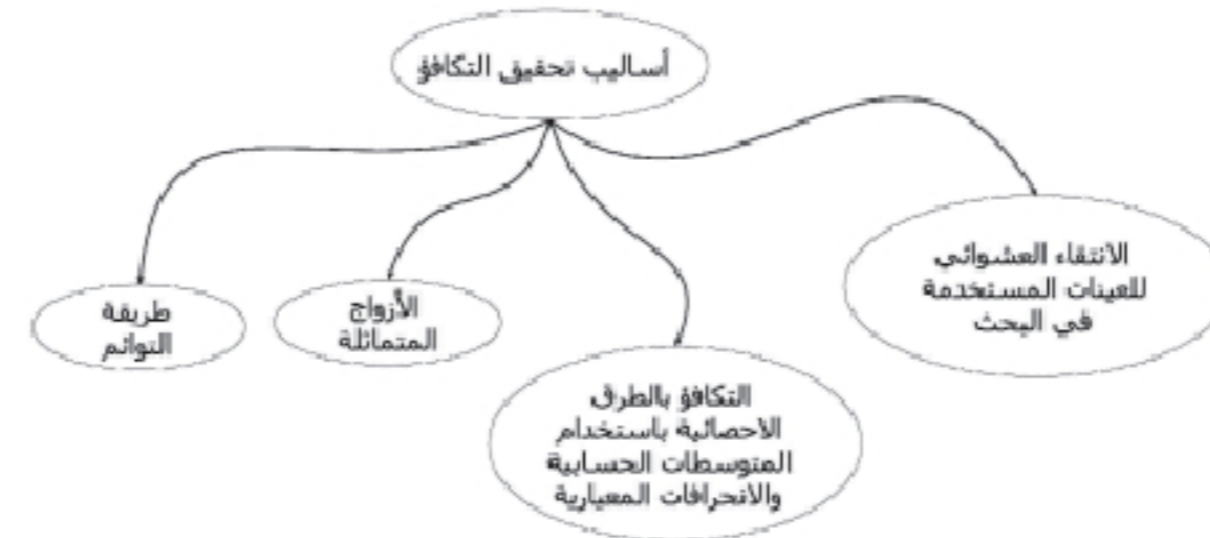 أساليب تحقيق التكافؤ
الانتقاء العشوائي
للعينات المستخدمة
في البحث
التكافؤ بالطرق
الاحصائية باستخدام
المتوسطات الحسابية
والانحرافات المعيارية
الأزواج
المتماثلة
طريقة
التوائم